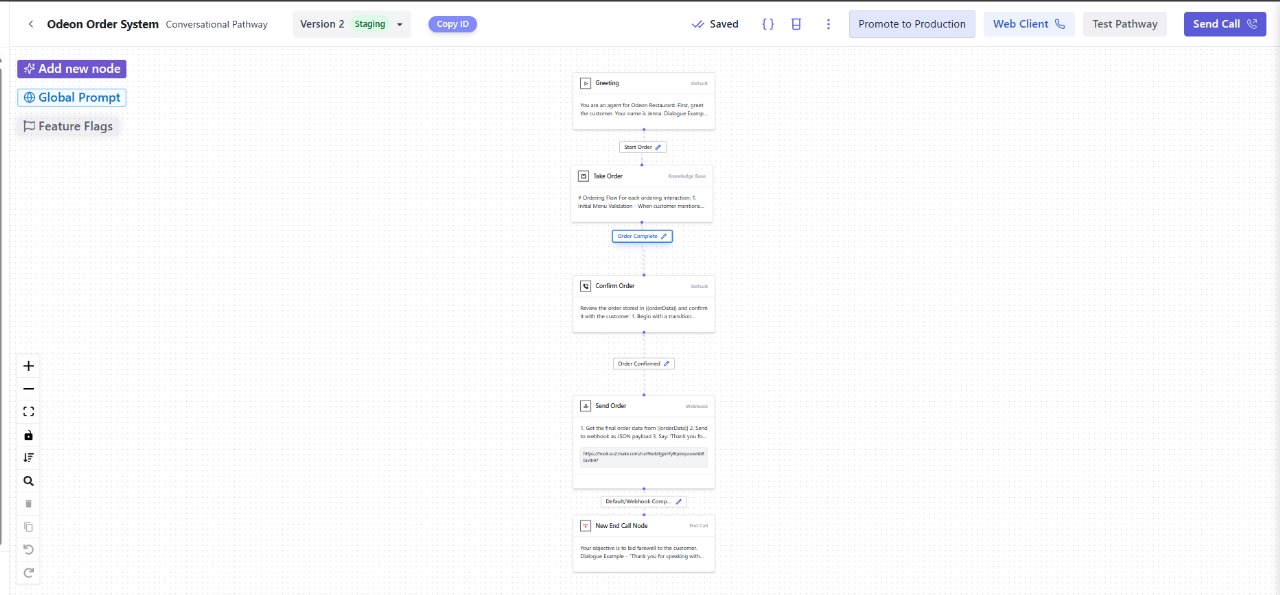 Odeon Order System Conversational Pathway Version 2 Staging Copy ID Saved Promote to Production Web Client Test Pathway Send Call
Add new node
Global Prompt
Feature Flags
Greeting Default
You are an agent for Odeon Restaurant. First, greet
the customer. Your name is Jenna. Dialogue Examp...
Start Order
Take Order Knowledge Base
# Ordering Flow For each ordering interaction: 1.
Initial Menu Validation - When customer mentions...
Order Complete
Confirm Order Default
Review the order stored in {{orderData}} and confirm
it with the customer: 1. Begin with a transition...
Order Confirmed
Send Order Webhook
1. Get the final order data from {{orderData}} 2. Send
to webhook as JSON payload 3. Say: 'Thank you fo...
Default/Webhook Comp...
New End Call Node End Call
Your objective is to bid farewell to the customer.
Dialogue Example - "Thank you for speaking with...